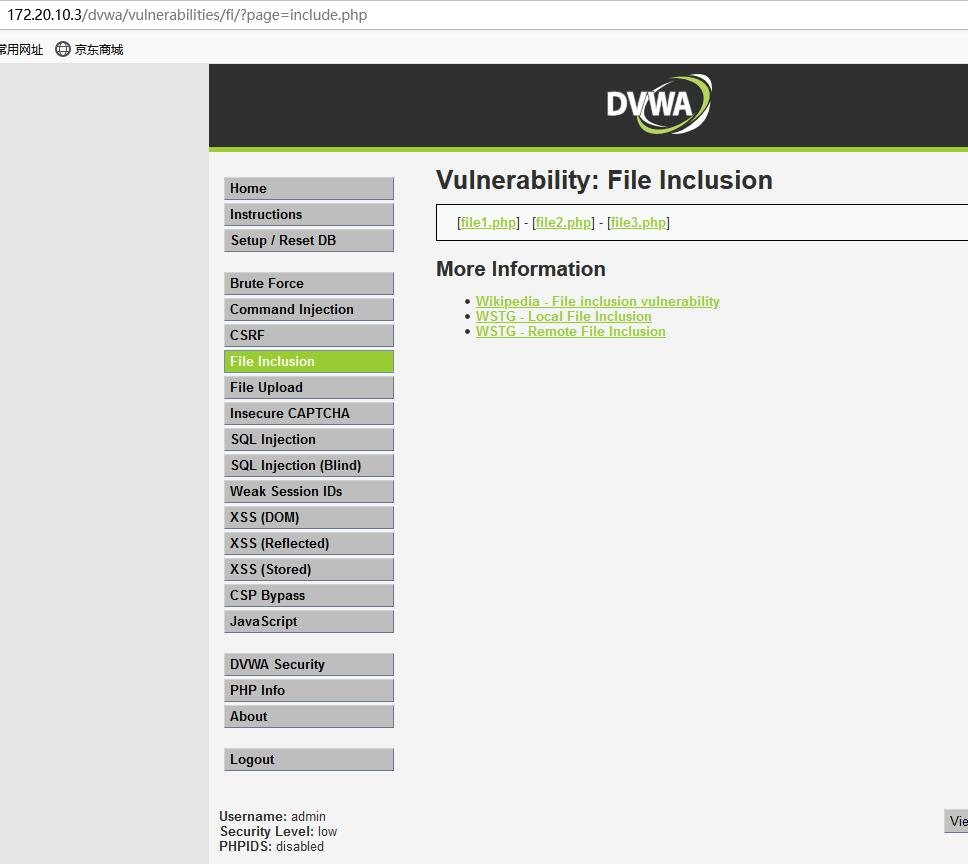 172.20.10.3/dvwa/vulnerabilities/fi/?page=include.php
常用网址 京东商城
DVWA
Vulnerability: File Inclusion
[file1.php] - [file2.php] - [file3.php]
More Information
• Wikipedia - File inclusion vulnerability
• WSTG - Local File Inclusion
• WSTG - Remote File Inclusion
Home
Instructions
Setup / Reset DB
Brute Force
Command Injection
CSRF
File Inclusion
File Upload
Insecure CAPTCHA
SQL Injection
SQL Injection (Blind)
Weak Session IDs
XSS (DOM)
XSS (Reflected)
XSS (Stored)
CSP Bypass
JavaScript
DVWA Security
PHP Info
About
Logout
Username: admin
Security Level: low
PHPIDS: disabled
Vie